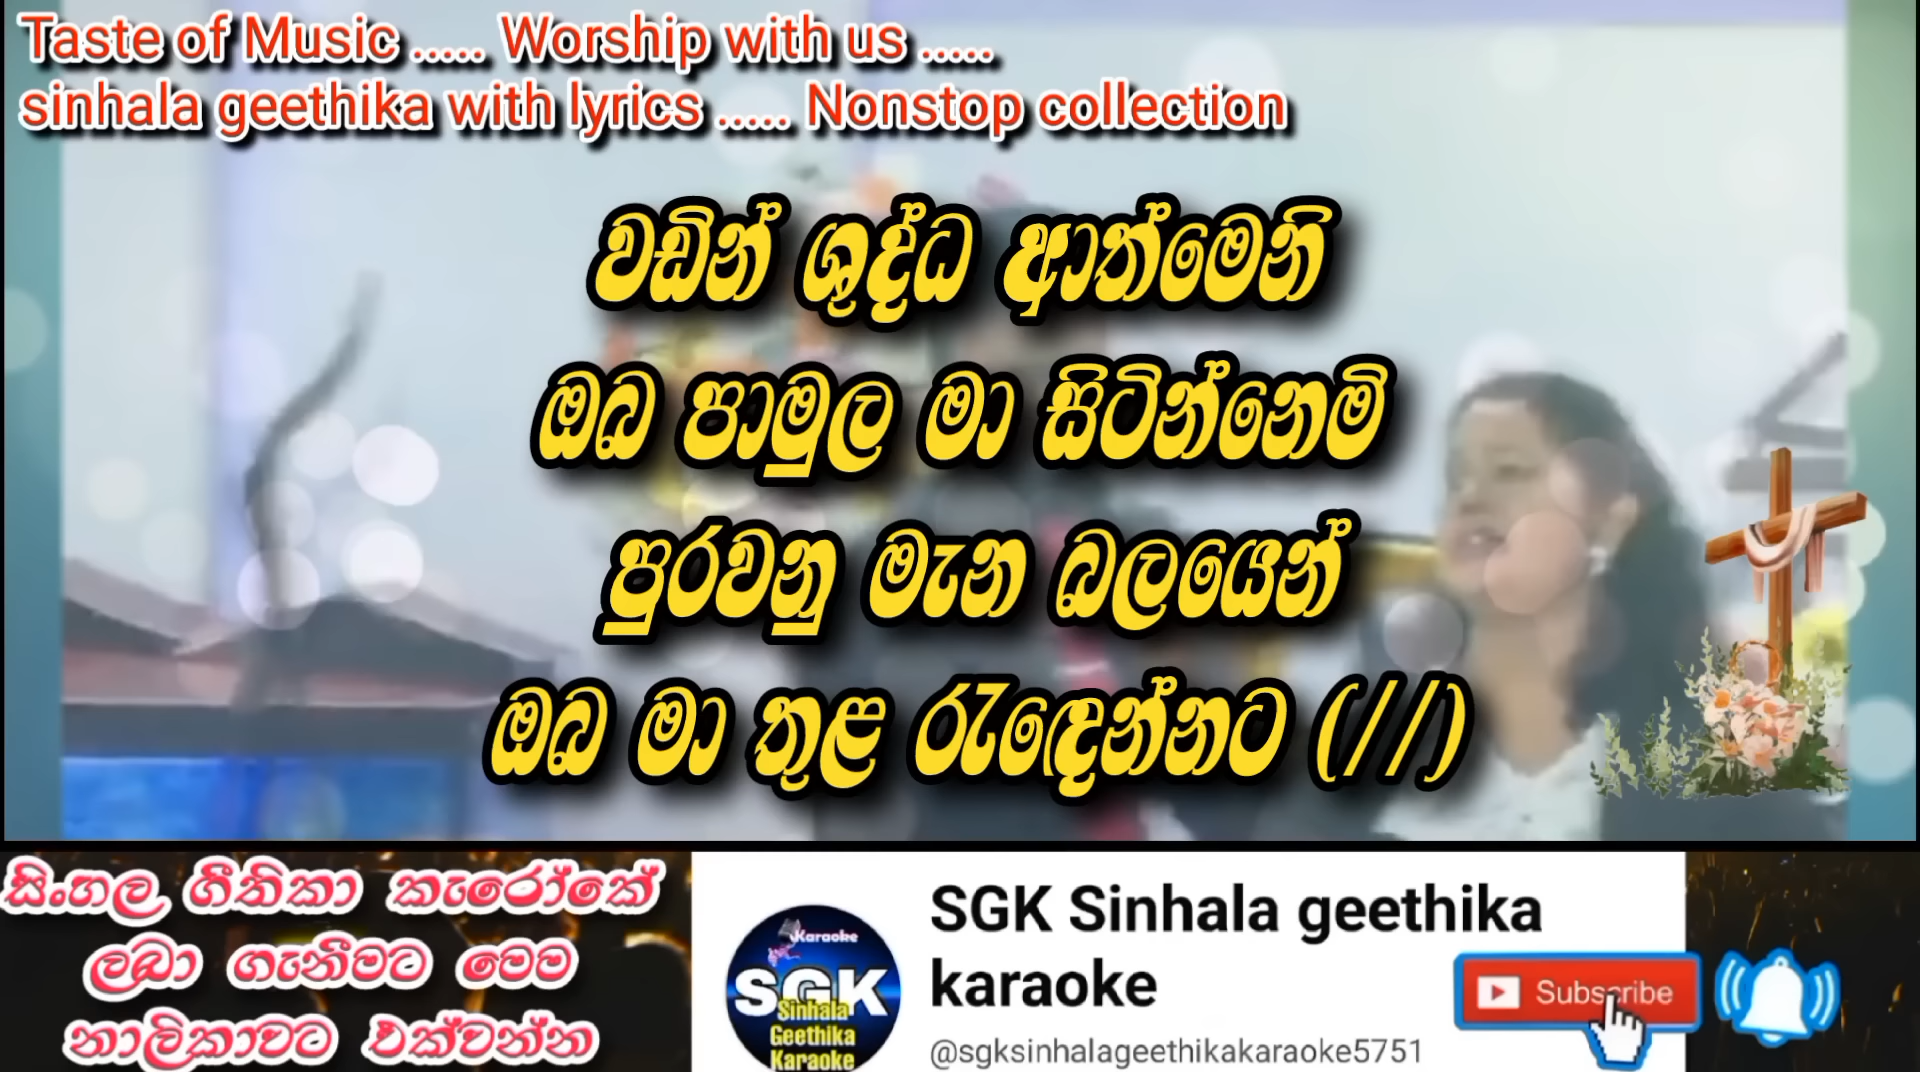 Taste of Music ..... Worship with us .....
sinhala geethika with lyrics ..... Nonstop collection
වඩින් ශුද්ධ ආත්මෙනි
ඔබ පාමුල මා සිටින්නෙමි
පුරවනු මැන බලයෙන්
ඔබ මා තුළ රැඳෙන්නට (//)
සිංහල ගීතිකා කැරෝකේ
ලබා ගැනීමට මෙම
නාලිකාවට එක්වන්න
Karaoke
SGK
Sinhala
Geethika
Karaoke
SGK Sinhala geethika
karaoke
@sgksinhalageethikakaraoke5751
Subscribe